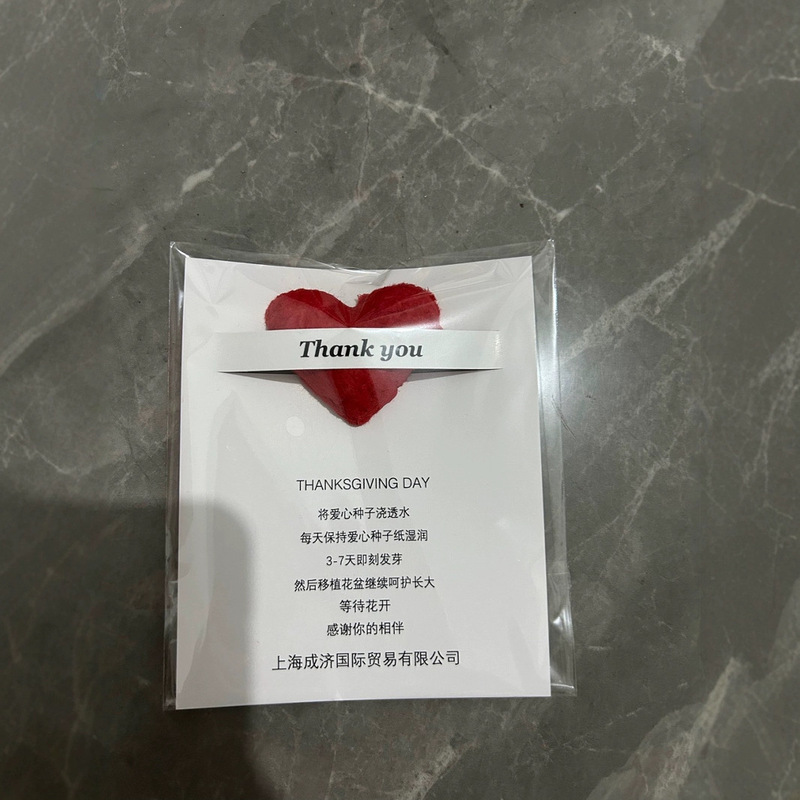 Thank you
THANKSGIVING DAY
将爱心种子浇透水
每天保持爱心种子纸湿润
3-7天即刻发芽
然后移植花盆继续呵护长大
等待花开
感谢你的相伴
上海成济国际贸易有限公司